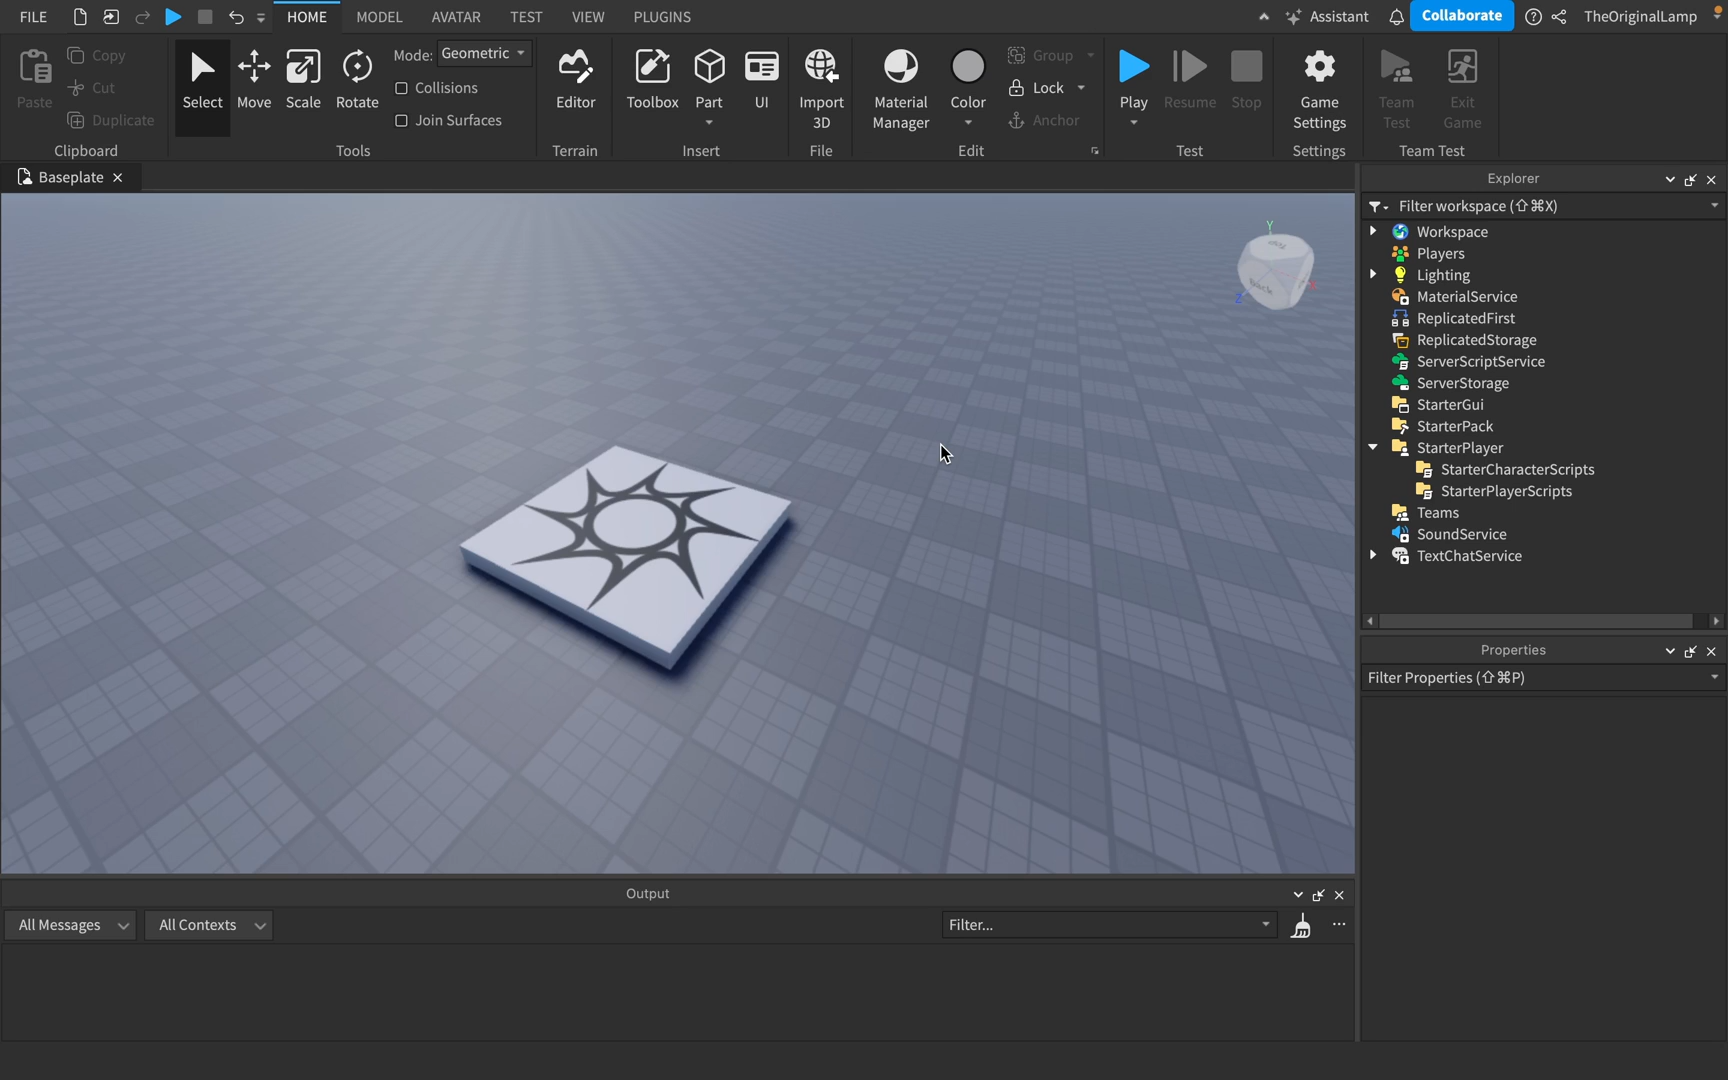 FILE
HOME
MODEL
AVATAR
TEST
VIEW
PLUGINS
Assistant
Collaborate
TheOriginalLamp
Paste
Copy
Cut
Duplicate
Clipboard
Select
Move
Scale
Rotate
Mode: Geometric
Collisions
Join Surfaces
Tools
Editor
Terrain
Toolbox
Part
UI
Insert
Import
3D
File
Material
Manager
Color
Group
Lock
Anchor
Edit
Play
Resume
Stop
Test
Game
Settings
Settings
Team
Test
Exit
Game
Team Test
Baseplate
Y
Z
X
Back
Explorer
Filter workspace (⇧⌘X)
Workspace
Players
Lighting
MaterialService
ReplicatedFirst
ReplicatedStorage
ServerScriptService
ServerStorage
StarterGui
StarterPack
StarterPlayer
StarterCharacterScripts
StarterPlayerScripts
Teams
SoundService
TextChatService
Properties
Filter Properties (⇧⌘P)
Output
All Messages
All Contexts
Filter...